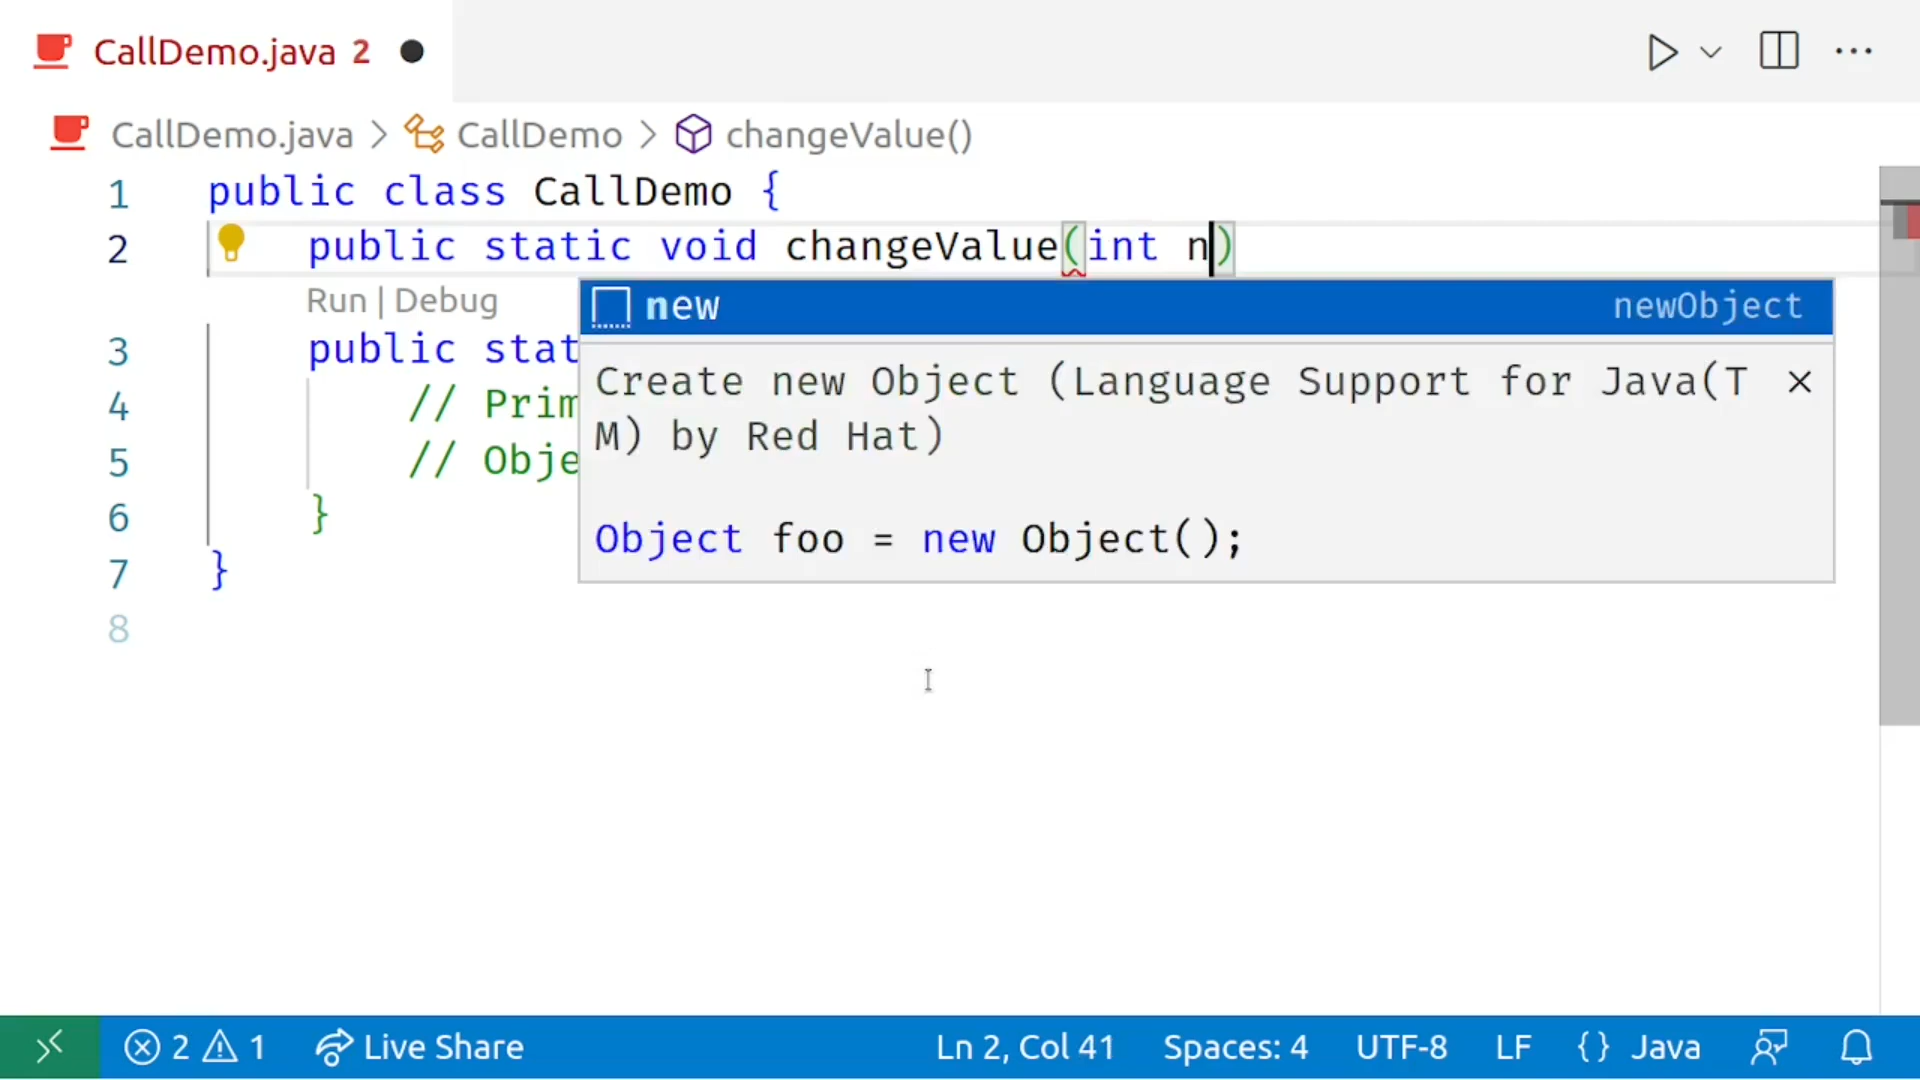 CallDemo.java 2
CallDemo.java > CallDemo > changeValue()
1 public class CallDemo {
2 public static void changeValue(int n)
Run | Debug
new newObject
3 public stat
Create new Object (Language Support for Java(T
M) by Red Hat)
4 // Prim
5 // Obje
Object foo = new Object();
6 }
7 }
8
2 1 Live Share Ln 2, Col 41 Spaces: 4 UTF-8 LF {} Java